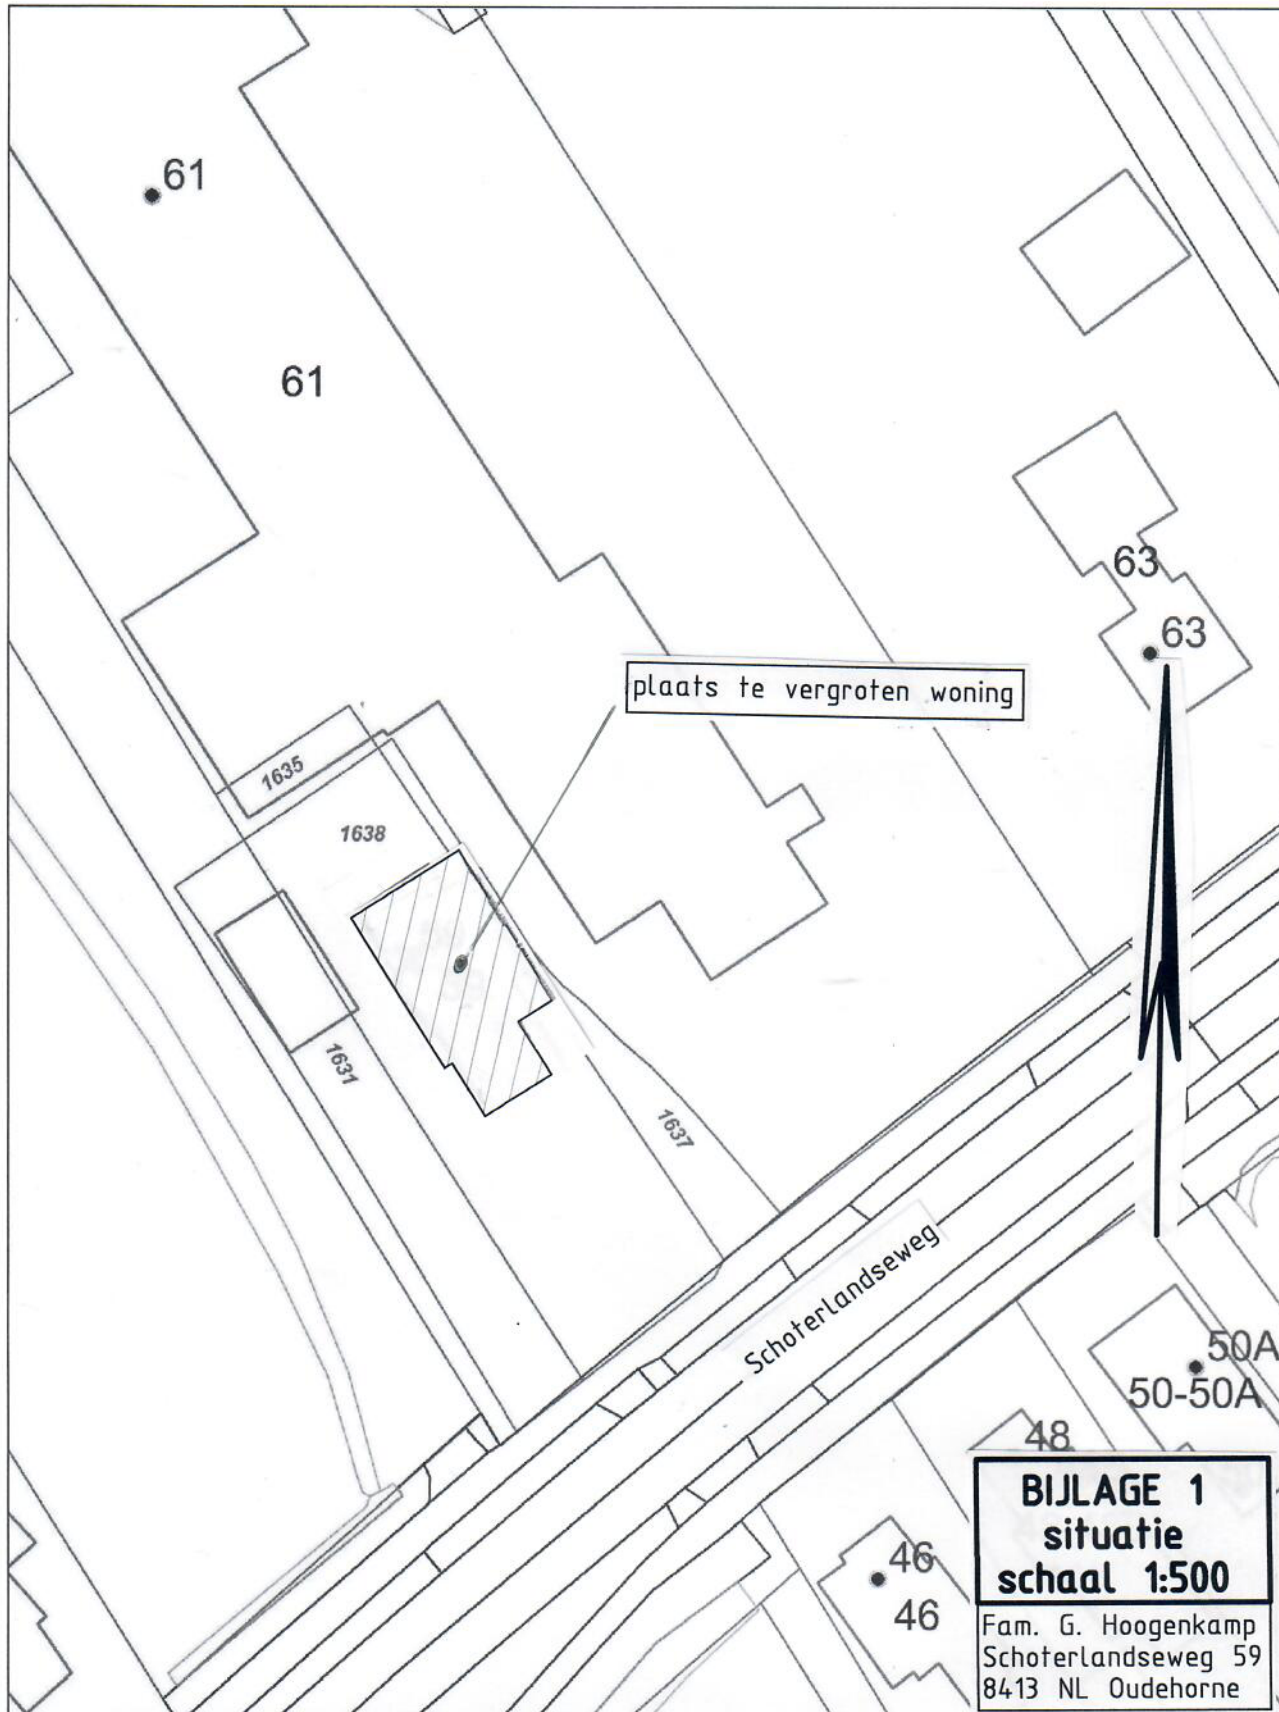 61
61
63
63
plaats te vergroten woning
1635
1638
1631
1637
Schoterlandseweg
50A
50-50A
48
46
46
BIJLAGE 1
situatie
schaal 1:500
Fam. G. Hoogenkamp
Schoterlandseweg 59
8413 NL Oudehorne